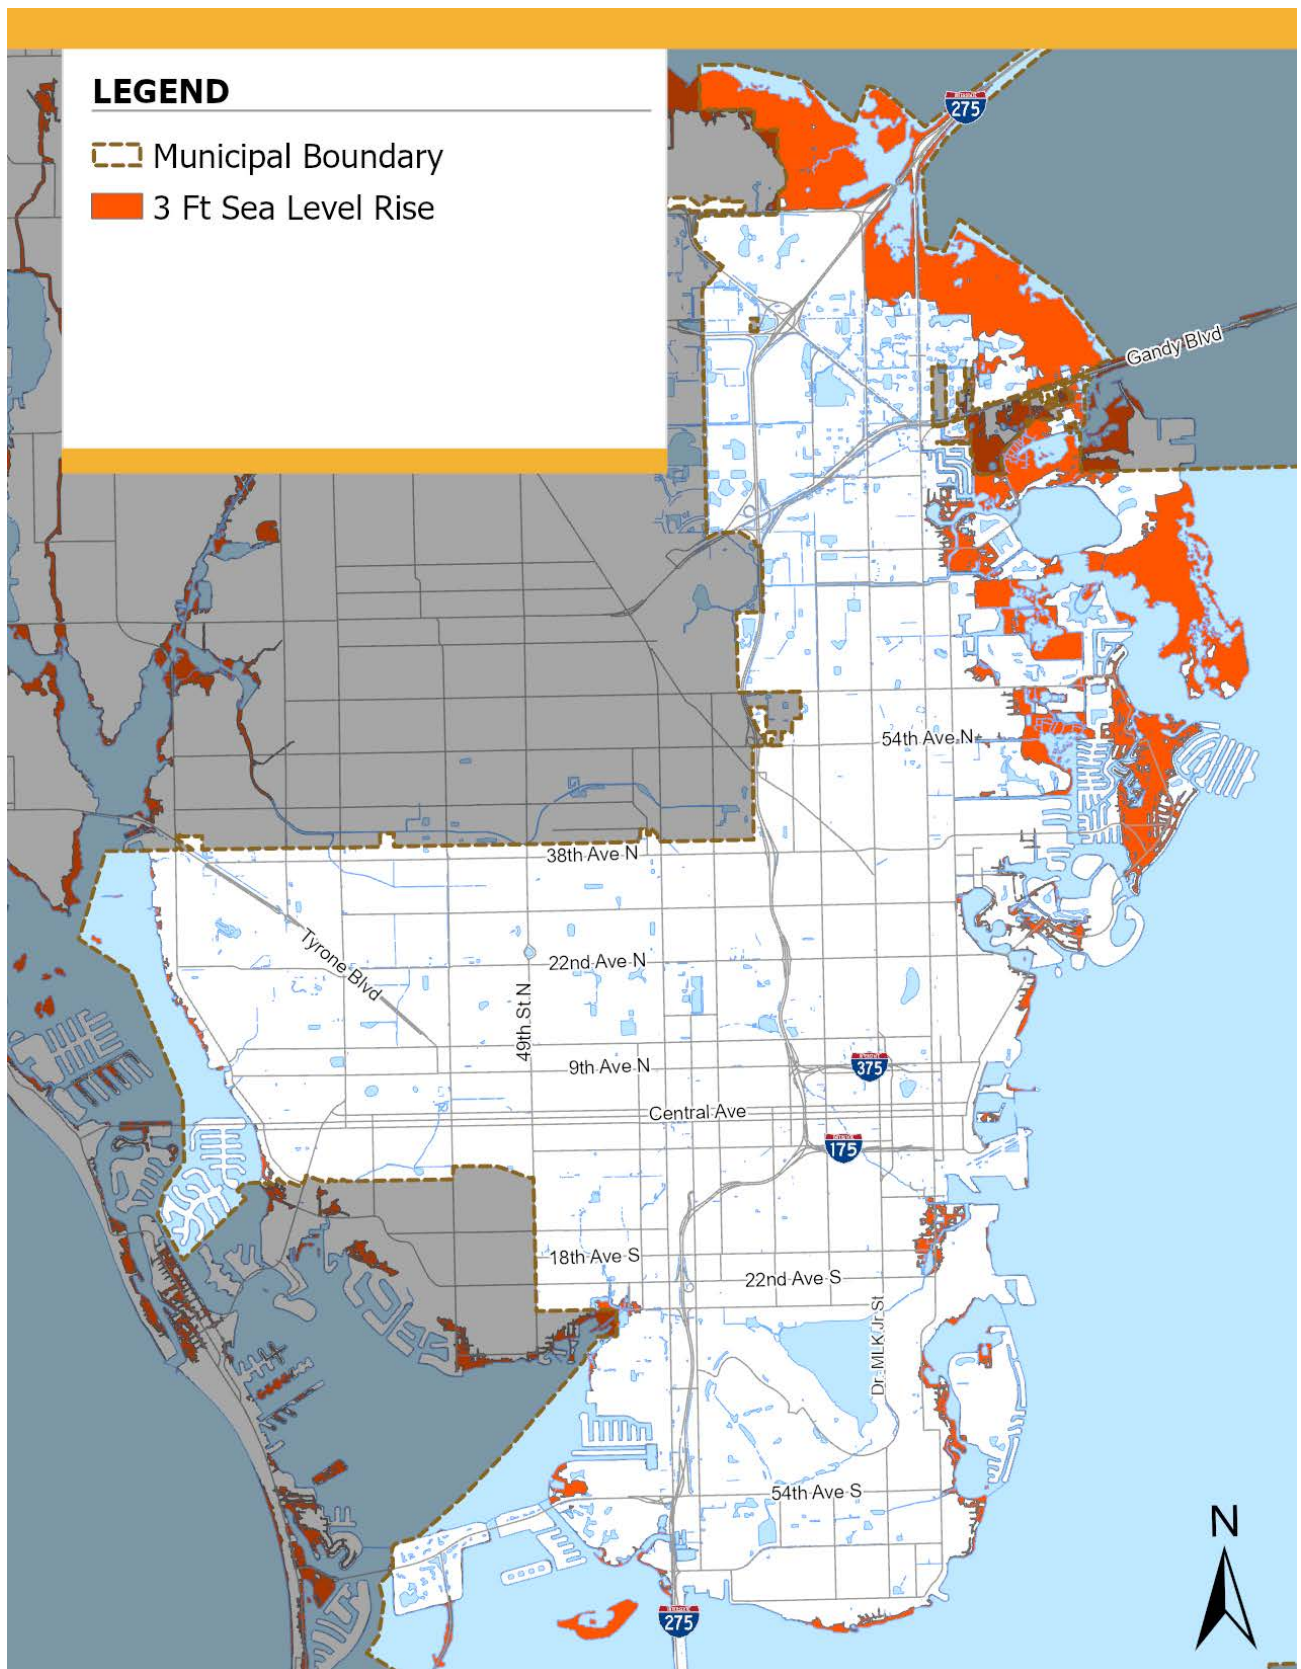 LEGEND
Municipal Boundary
3 Ft Sea Level Rise
275
Gandy Blvd
54th Ave N
38th Ave N
Tyrone Blvd
22nd Ave N
49th St N
9th Ave N
375
Central Ave
175
18th Ave S
22nd Ave S
Dr. MLK Jr St
54th Ave S
N
275